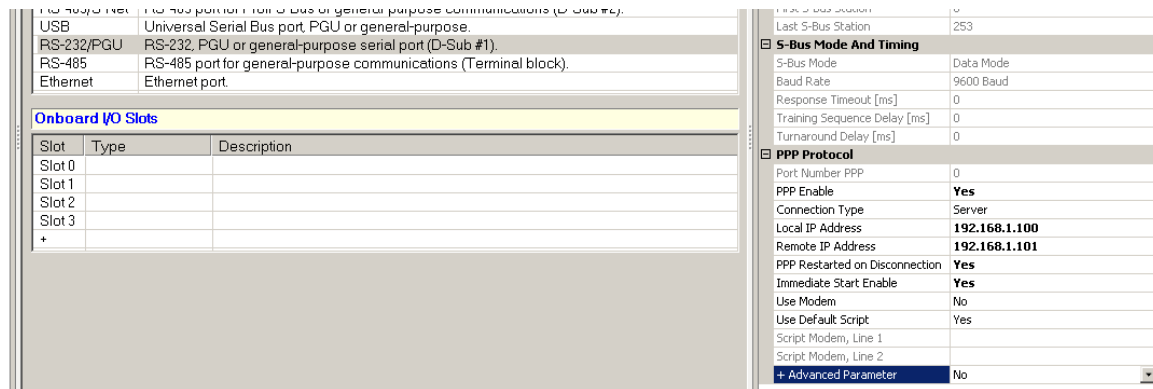 USB Universal Serial Bus port, PGU or general-purpose.
RS-232/PGU RS-232, PGU or general-purpose serial port (D-Sub #1).
RS-485 RS-485 port for general-purpose communications (Terminal block).
Ethernet Ethernet port.
Onboard I/O Slots
Slot Type Description
Slot 0
Slot 1
Slot 2
Slot 3
+
Last S-Bus Station 253
S-Bus Mode And Timing
S-Bus Mode Data Mode
Baud Rate 9600 Baud
Response Timeout [ms] 0
Training Sequence Delay [ms] 0
Turnaround Delay [ms] 0
PPP Protocol
Port Number PPP 0
PPP Enable Yes
Connection Type Server
Local IP Address 192.168.1.100
Remote IP Address 192.168.1.101
PPP Restarted on Disconnection Yes
Immediate Start Enable Yes
Use Modem No
Use Default Script Yes
Script Modem, Line 1
Script Modem, Line 2
+ Advanced Parameter No